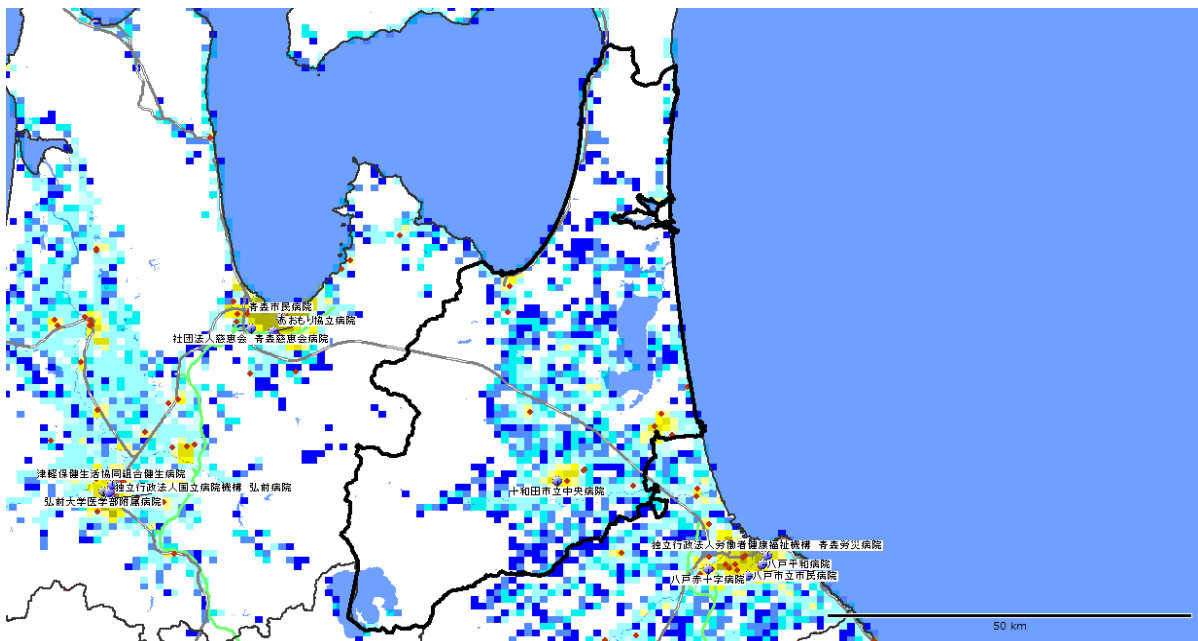 青森市民病院
あおもり協立病院
社団法人慈恵会 青森慈恵会病院
津軽保健生活協同組合健生病院
独立行政法人国立病院機構 弘前病院
弘前大学医学部附属病院
十和田市立中央病院
独立行政法人労働者健康福祉機構 青森労災病院
八戸平和病院
八戸赤十字病院
八戸市立市民病院
50 km